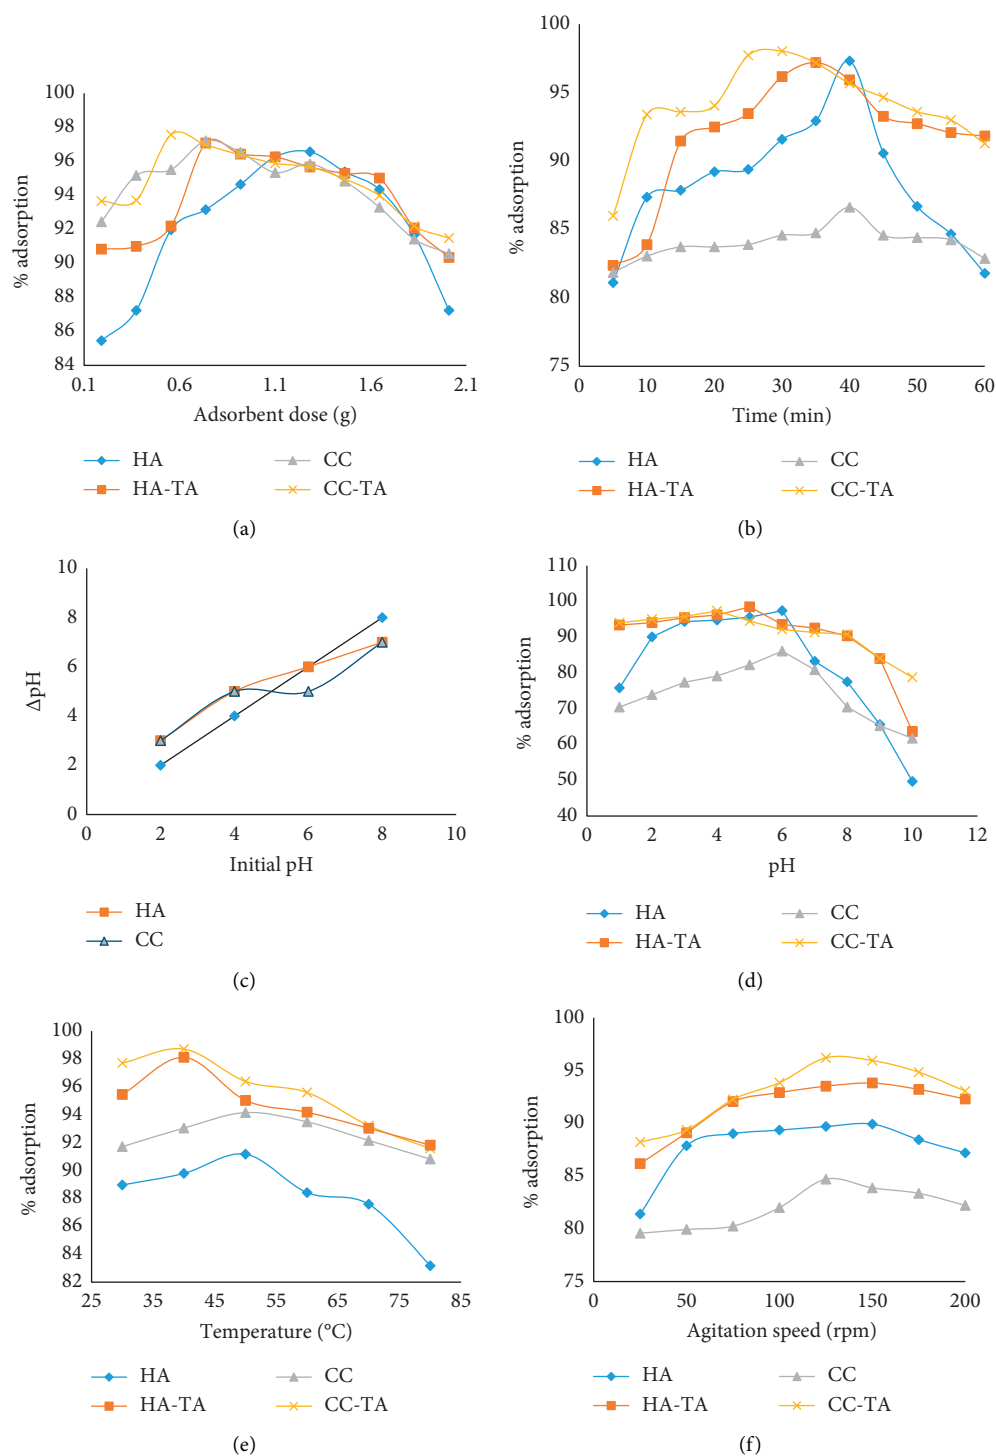 100
98
96
94
92
90
88
86
84
% adsorption
0.1 0.6 1.1 1.6 2.1
Adsorbent dose (g)
HA CC
HA-TA CC-TA
(a)
100
95
90
85
80
75
% adsorption
0 10 20 30 40 50 60
Time (min)
HA CC
HA-TA CC-TA
(b)
10
8
6
4
2
0
ΔpH
0 2 4 6 8 10
Initial pH
HA
CC
(c)
110
100
90
80
70
60
50
40
% adsorption
0 2 4 6 8 10 12
pH
HA CC
HA-TA CC-TA
(d)
100
98
96
94
92
90
88
86
84
82
% adsorption
25 35 45 55 65 75 85
Temperature (°C)
HA CC
HA-TA CC-TA
(e)
100
95
90
85
80
75
% adsorption
0 50 100 150 200
Agitation speed (rpm)
HA CC
HA-TA CC-TA
(f)